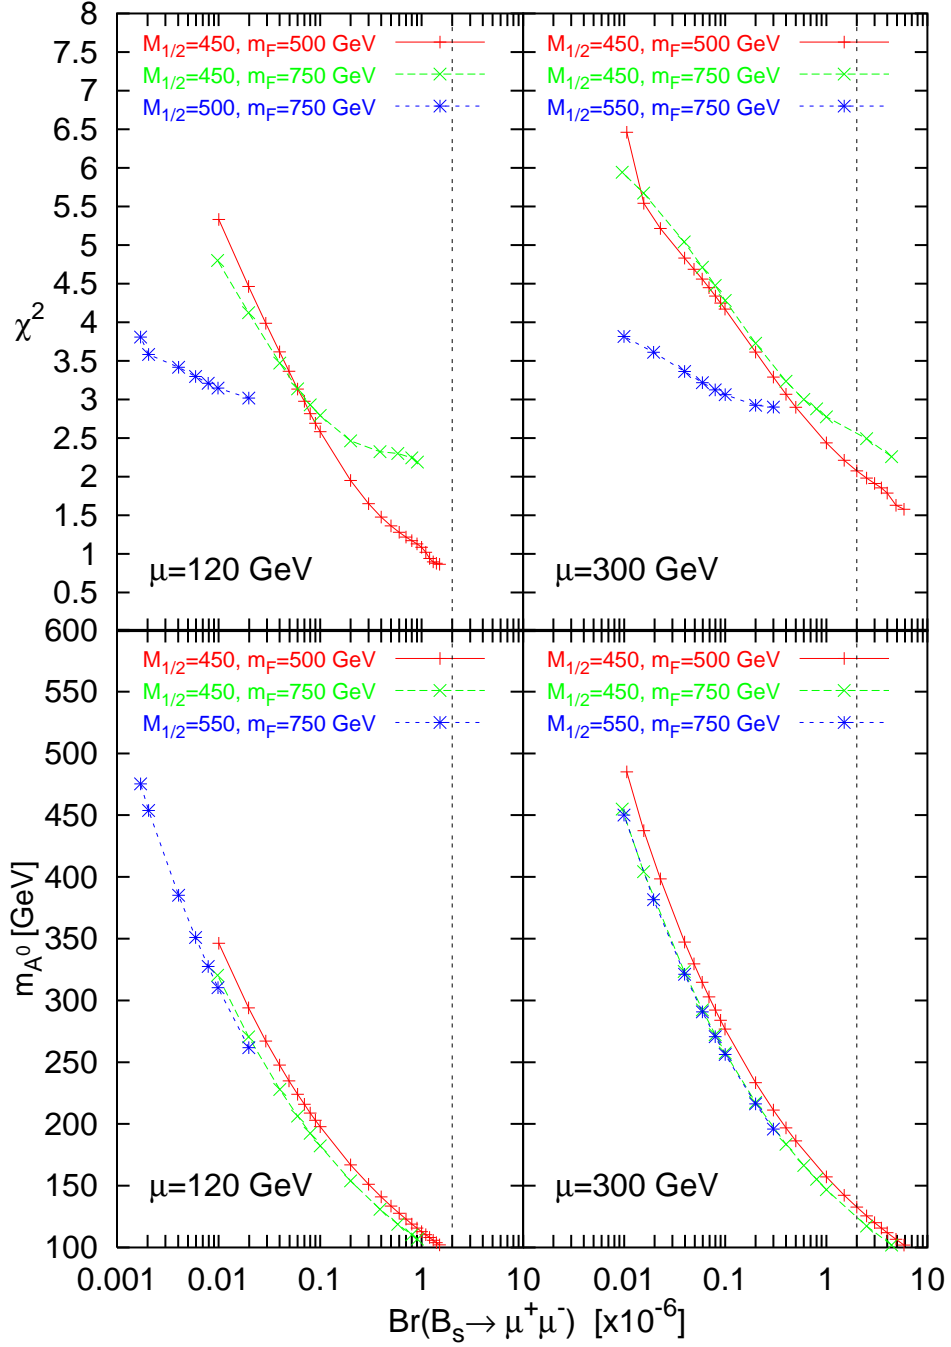 8
7.5
7
6.5
6
5.5
5
4.5
4
3.5
3
2.5
2
1.5
1
0.5
χ²
M1/2=450, mF=500 GeV
M1/2=450, mF=750 GeV
M1/2=500, mF=750 GeV
μ=120 GeV
M1/2=450, mF=500 GeV
M1/2=450, mF=750 GeV
M1/2=550, mF=750 GeV
μ=300 GeV
600
550
500
450
400
350
300
250
200
150
100
mA⁰ [GeV]
M1/2=450, mF=500 GeV
M1/2=450, mF=750 GeV
M1/2=550, mF=750 GeV
μ=120 GeV
M1/2=450, mF=500 GeV
M1/2=450, mF=750 GeV
M1/2=550, mF=750 GeV
μ=300 GeV
0.001 0.01 0.1 1 10 0.01 0.1 1 10
Br(Bs→ μ⁺μ⁻) [x10⁻⁶]